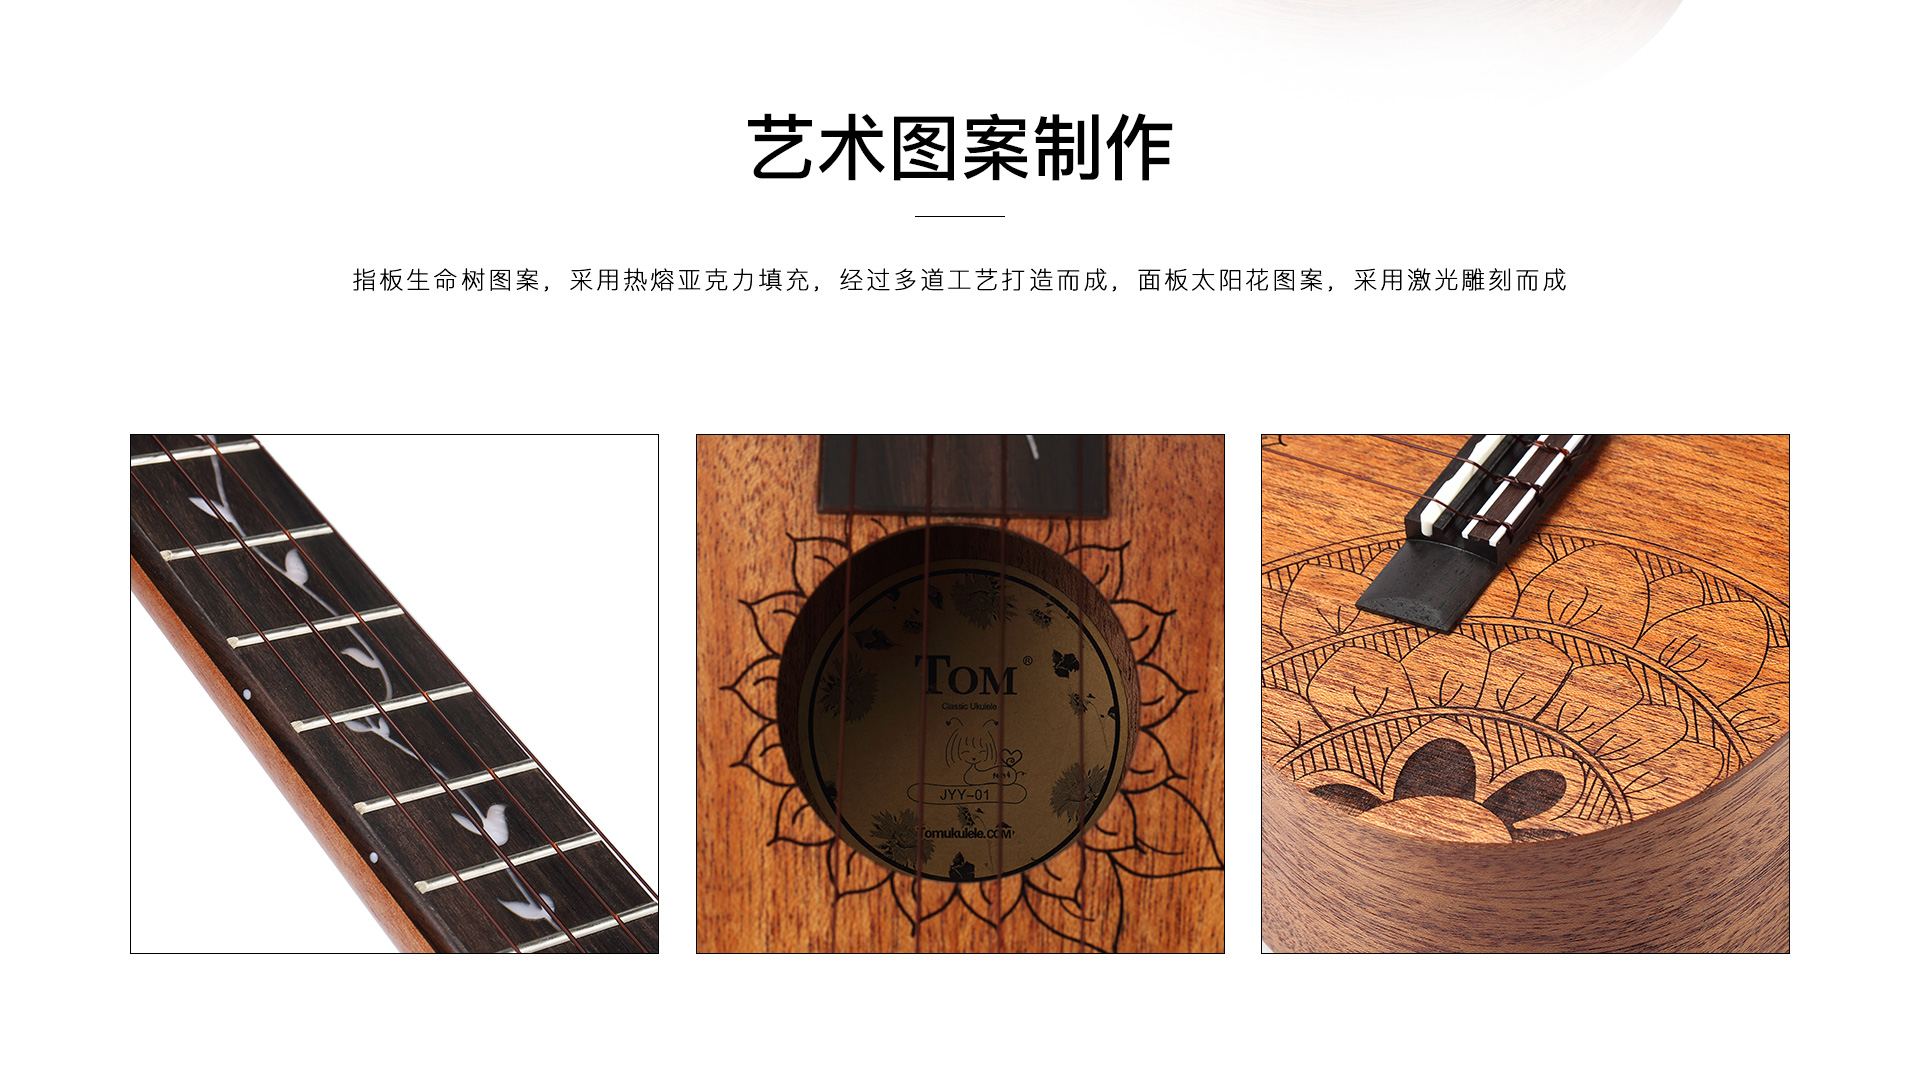 艺术图案制作
指板生命树图案，采用热熔亚克力填充，经过多道工艺打造而成，面板太阳花图案，采用激光雕刻而成
TOM®
Classic Ukulele
JYY-01
Tomukulele.COM